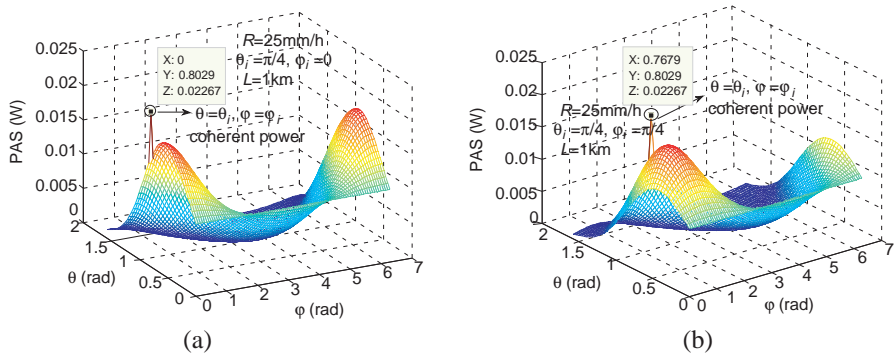 (a)
0.025
0.02
0.015
0.01
0.005
0
PAS (W)
2
1.5
1
0.5
0
θ (rad)
0
1
2
3
4
5
6
7
φ (rad)
X: 0
Y: 0.8029
Z: 0.02267
R=25mm/h
θi=π/4, φi=0
L=1km
θ=θi, φ=φi
coherent power
(b)
0.025
0.02
0.015
0.01
0.005
0
PAS (W)
2
1.5
1
0.5
0
θ (rad)
0
1
2
3
4
5
6
7
φ (rad)
X: 0.7679
Y: 0.8029
Z: 0.02267
R=25mm/h
θi=π/4, φi=π/4
L=1km
θ=θi, φ=φi
coherent power